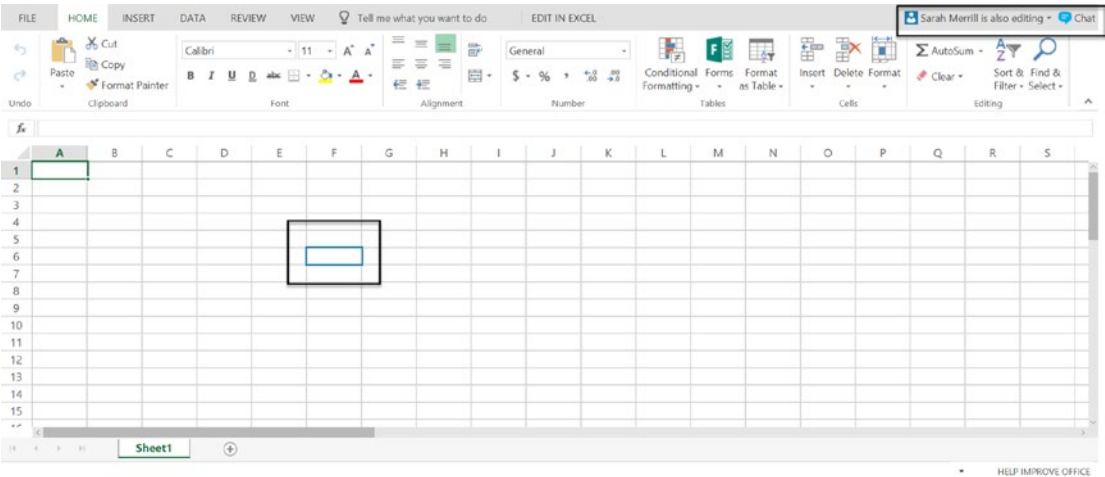 FILE HOME INSERT DATA REVIEW VIEW Tell me what you want to do EDIT IN EXCEL Sarah Merrill is also editing Chat
Cut
Copy
Format Painter
Paste
Undo Clipboard
Calibri 11 A A
B I U D abc A
Font
Alignment
General
$ % , .00 .00
Number
Conditional Formatting Forms Format as Table
Tables
Insert Delete Format
Cells
AutoSum
Clear
Sort & Filter Find & Select
Editing
fx
A B C D E F G H I J K L M N O P Q R S
1
2
3
4
5
6
7
8
9
10
11
12
13
14
15
Sheet1
HELP IMPROVE OFFICE